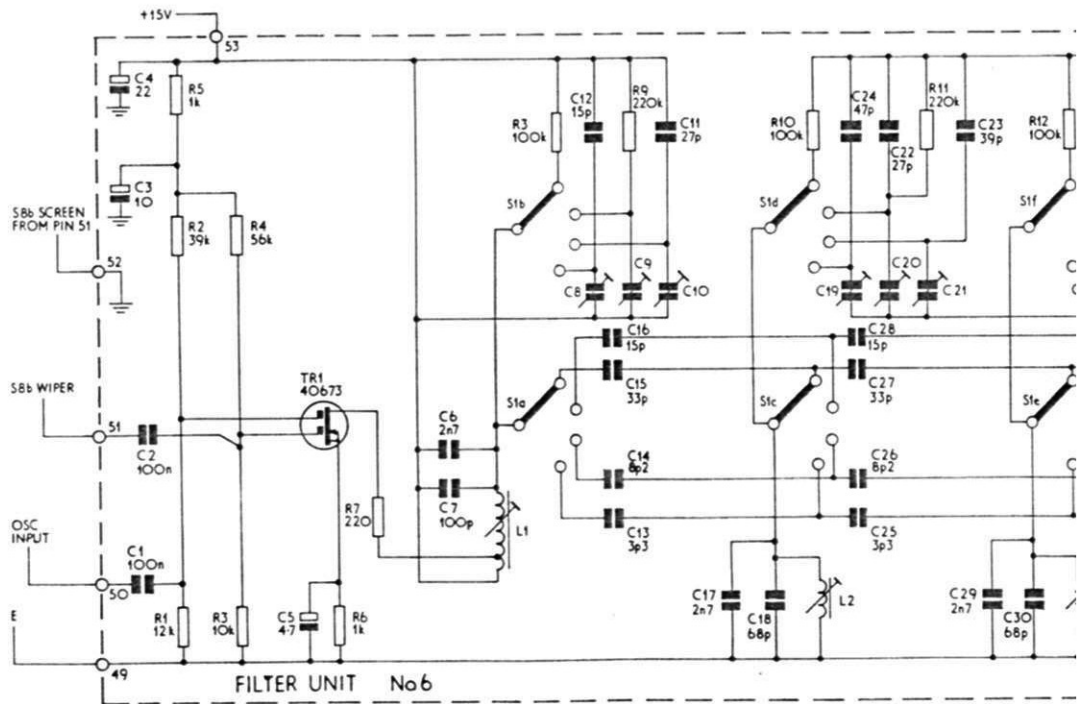 +15V
53
C4
22
R5
1k
C3
10
R2
39k
R4
56k
S8b SCREEN
FROM PIN 51
52
S8b WIPER
51
C2
100n
OSC
INPUT
C1
100n
50
E
49
R1
12k
R3
10k
C5
4·7
R6
1k
TR1
40673
R7
220
C6
2n7
C7
100p
L1
R3
100k
C12
15p
R9
220k
C11
27p
S1b
C8
C9
C10
C16
15p
C15
33p
S1a
C14
8p2
C13
3p3
R10
100k
C24
47p
C22
27p
R11
220k
C23
39p
S1d
C19
C20
C21
C28
15p
C27
33p
S1c
C26
8p2
C25
3p3
C17
2n7
C18
68p
L2
R12
100k
S1f
C
S1e
C29
2n7
C30
68p
FILTER UNIT No6